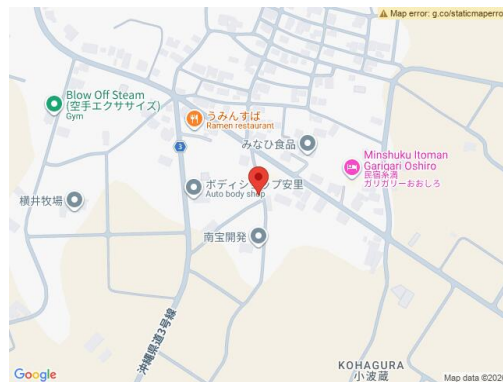 Map error: g.co/staticmaperro
Blow Off Steam
(空手エクササイズ)
Gym
うみんすば
Ramen restaurant
3
みなひ食品
Minshuku Itoman
Garigari Oshiro
民宿糸満
ガリガリーおおしろ
ボディショップ安里
Auto body shop
横井牧場
南宝開発
沖縄県道3号線
KOHAGURA
小波蔵
Google
Map data ©2026